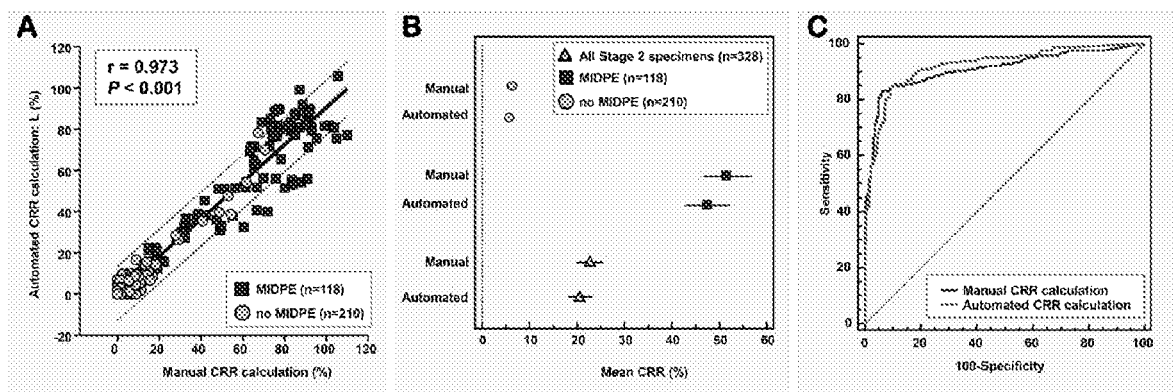 A
120
100
80
60
40
20
0
-20
Automated CRR calculation: L (%)
r = 0.973
P < 0.001
MIDPE (n=118)
no MIDPE (n=210)
0 20 40 60 80 100 120
Manual CRR calculation (%)
B
All Stage 2 specimens (n=328)
MIDPE (n=118)
no MIDPE (n=210)
Manual
Automated
Manual
Automated
Manual
Automated
0 10 20 30 40 50 60
Mean CRR (%)
C
100
80
60
40
20
0
Sensitivity
Manual CRR calculation
Automated CRR calculation
0 20 40 60 80 100
100-Specificity